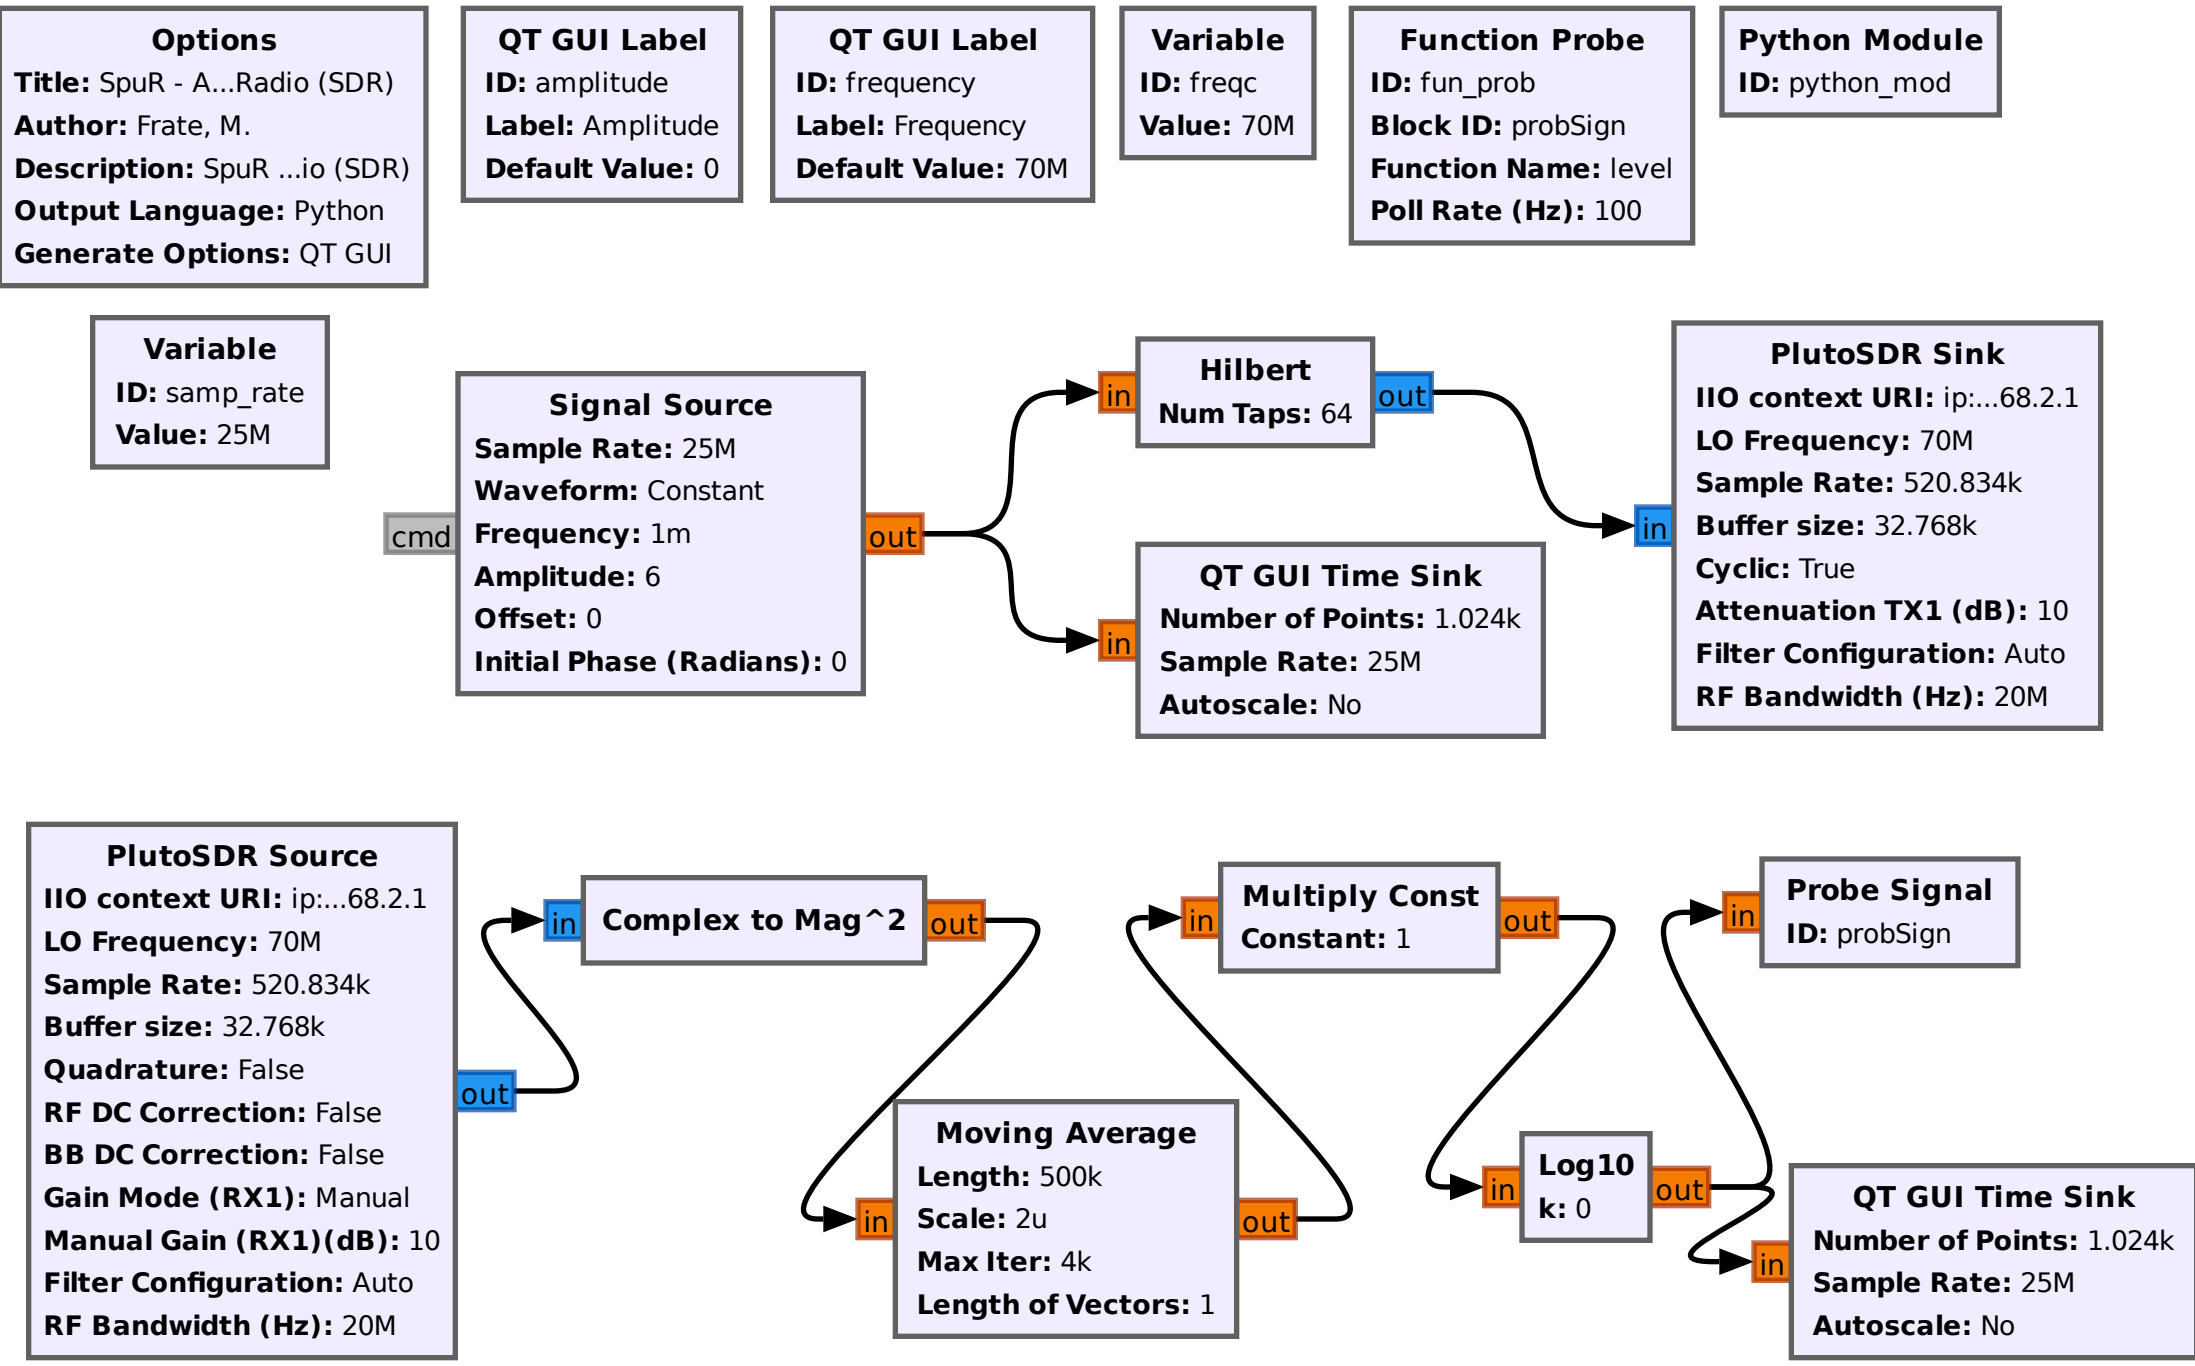 Options
Title: SpuR - A...Radio (SDR)
Author: Frate, M.
Description: SpuR ...io (SDR)
Output Language: Python
Generate Options: QT GUI
QT GUI Label
ID: amplitude
Label: Amplitude
Default Value: 0
QT GUI Label
ID: frequency
Label: Frequency
Default Value: 70M
Variable
ID: freqc
Value: 70M
Function Probe
ID: fun_prob
Block ID: probSign
Function Name: level
Poll Rate (Hz): 100
Python Module
ID: python_mod
Variable
ID: samp_rate
Value: 25M
cmd
Signal Source
Sample Rate: 25M
Waveform: Constant
Frequency: 1m
Amplitude: 6
Offset: 0
Initial Phase (Radians): 0
out
in
Hilbert
Num Taps: 64
out
in
QT GUI Time Sink
Number of Points: 1.024k
Sample Rate: 25M
Autoscale: No
in
PlutoSDR Sink
IIO context URI: ip:...68.2.1
LO Frequency: 70M
Sample Rate: 520.834k
Buffer size: 32.768k
Cyclic: True
Attenuation TX1 (dB): 10
Filter Configuration: Auto
RF Bandwidth (Hz): 20M
PlutoSDR Source
IIO context URI: ip:...68.2.1
LO Frequency: 70M
Sample Rate: 520.834k
Buffer size: 32.768k
Quadrature: False
RF DC Correction: False
BB DC Correction: False
Gain Mode (RX1): Manual
Manual Gain (RX1)(dB): 10
Filter Configuration: Auto
RF Bandwidth (Hz): 20M
out
in
Complex to Mag^2
out
in
Moving Average
Length: 500k
Scale: 2u
Max Iter: 4k
Length of Vectors: 1
out
in
Multiply Const
Constant: 1
out
in
Log10
k: 0
out
in
Probe Signal
ID: probSign
in
QT GUI Time Sink
Number of Points: 1.024k
Sample Rate: 25M
Autoscale: No